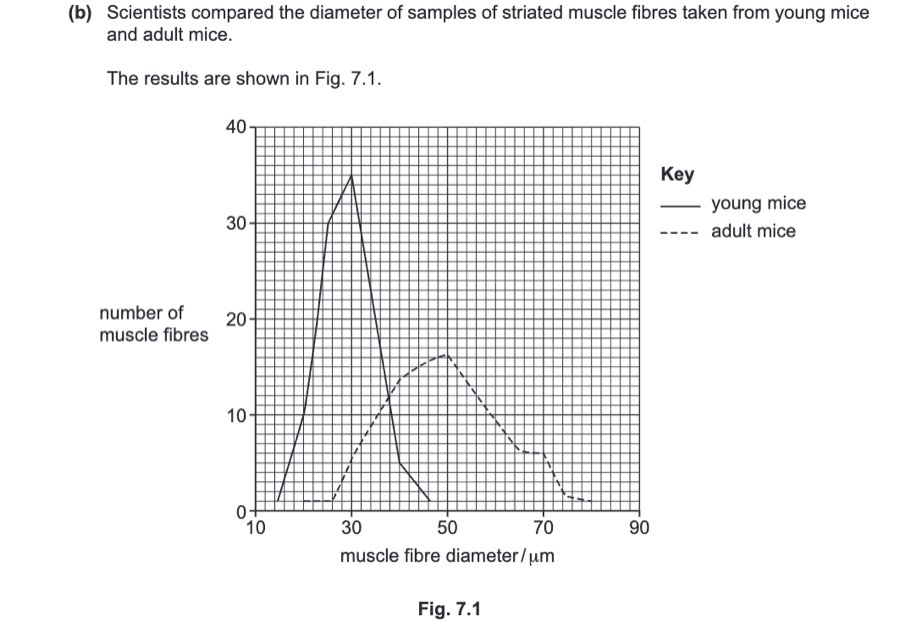 (b) Scientists compared the diameter of samples of striated muscle fibres taken from young mice
and adult mice.
The results are shown in Fig. 7.1.
40
30
20
10
0
number of
muscle fibres
10 30 50 70 90
muscle fibre diameter/µm
Key
young mice
adult mice
Fig. 7.1